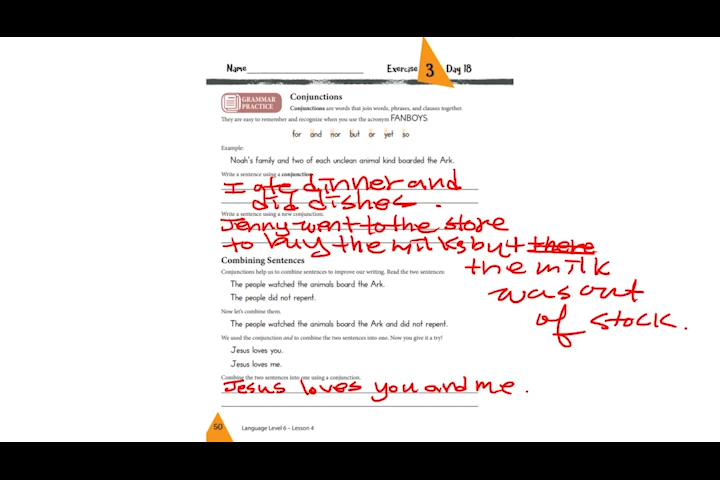 Name
Exercise 3 Day 18
GRAMMAR PRACTICE
Conjunctions
Conjunctions are words that join words, phrases, and clauses together.
They are easy to remember and recognize when you use the acronym FANBOYS.
for and nor but or yet so
Example:
Noah's family and two of each unclean animal kind boarded the Ark.
Write a sentence using a conjunction.
I ate dinner and
did dishes.
Write a sentence using a new conjunction.
Jenny went to the store
to buy the milks but there
the milk
was out
of stock.
Combining Sentences
Conjunctions help us to combine sentences to improve our writing. Read the two sentences:
The people watched the animals board the Ark.
The people did not repent.
Now let's combine them.
The people watched the animals board the Ark and did not repent.
We used the conjunction and to combine the two sentences into one. Now you give it a try!
Jesus loves you.
Jesus loves me.
Combine the two sentences into one using a conjunction.
Jesus loves you and me.
50 Language Level 6 – Lesson 4